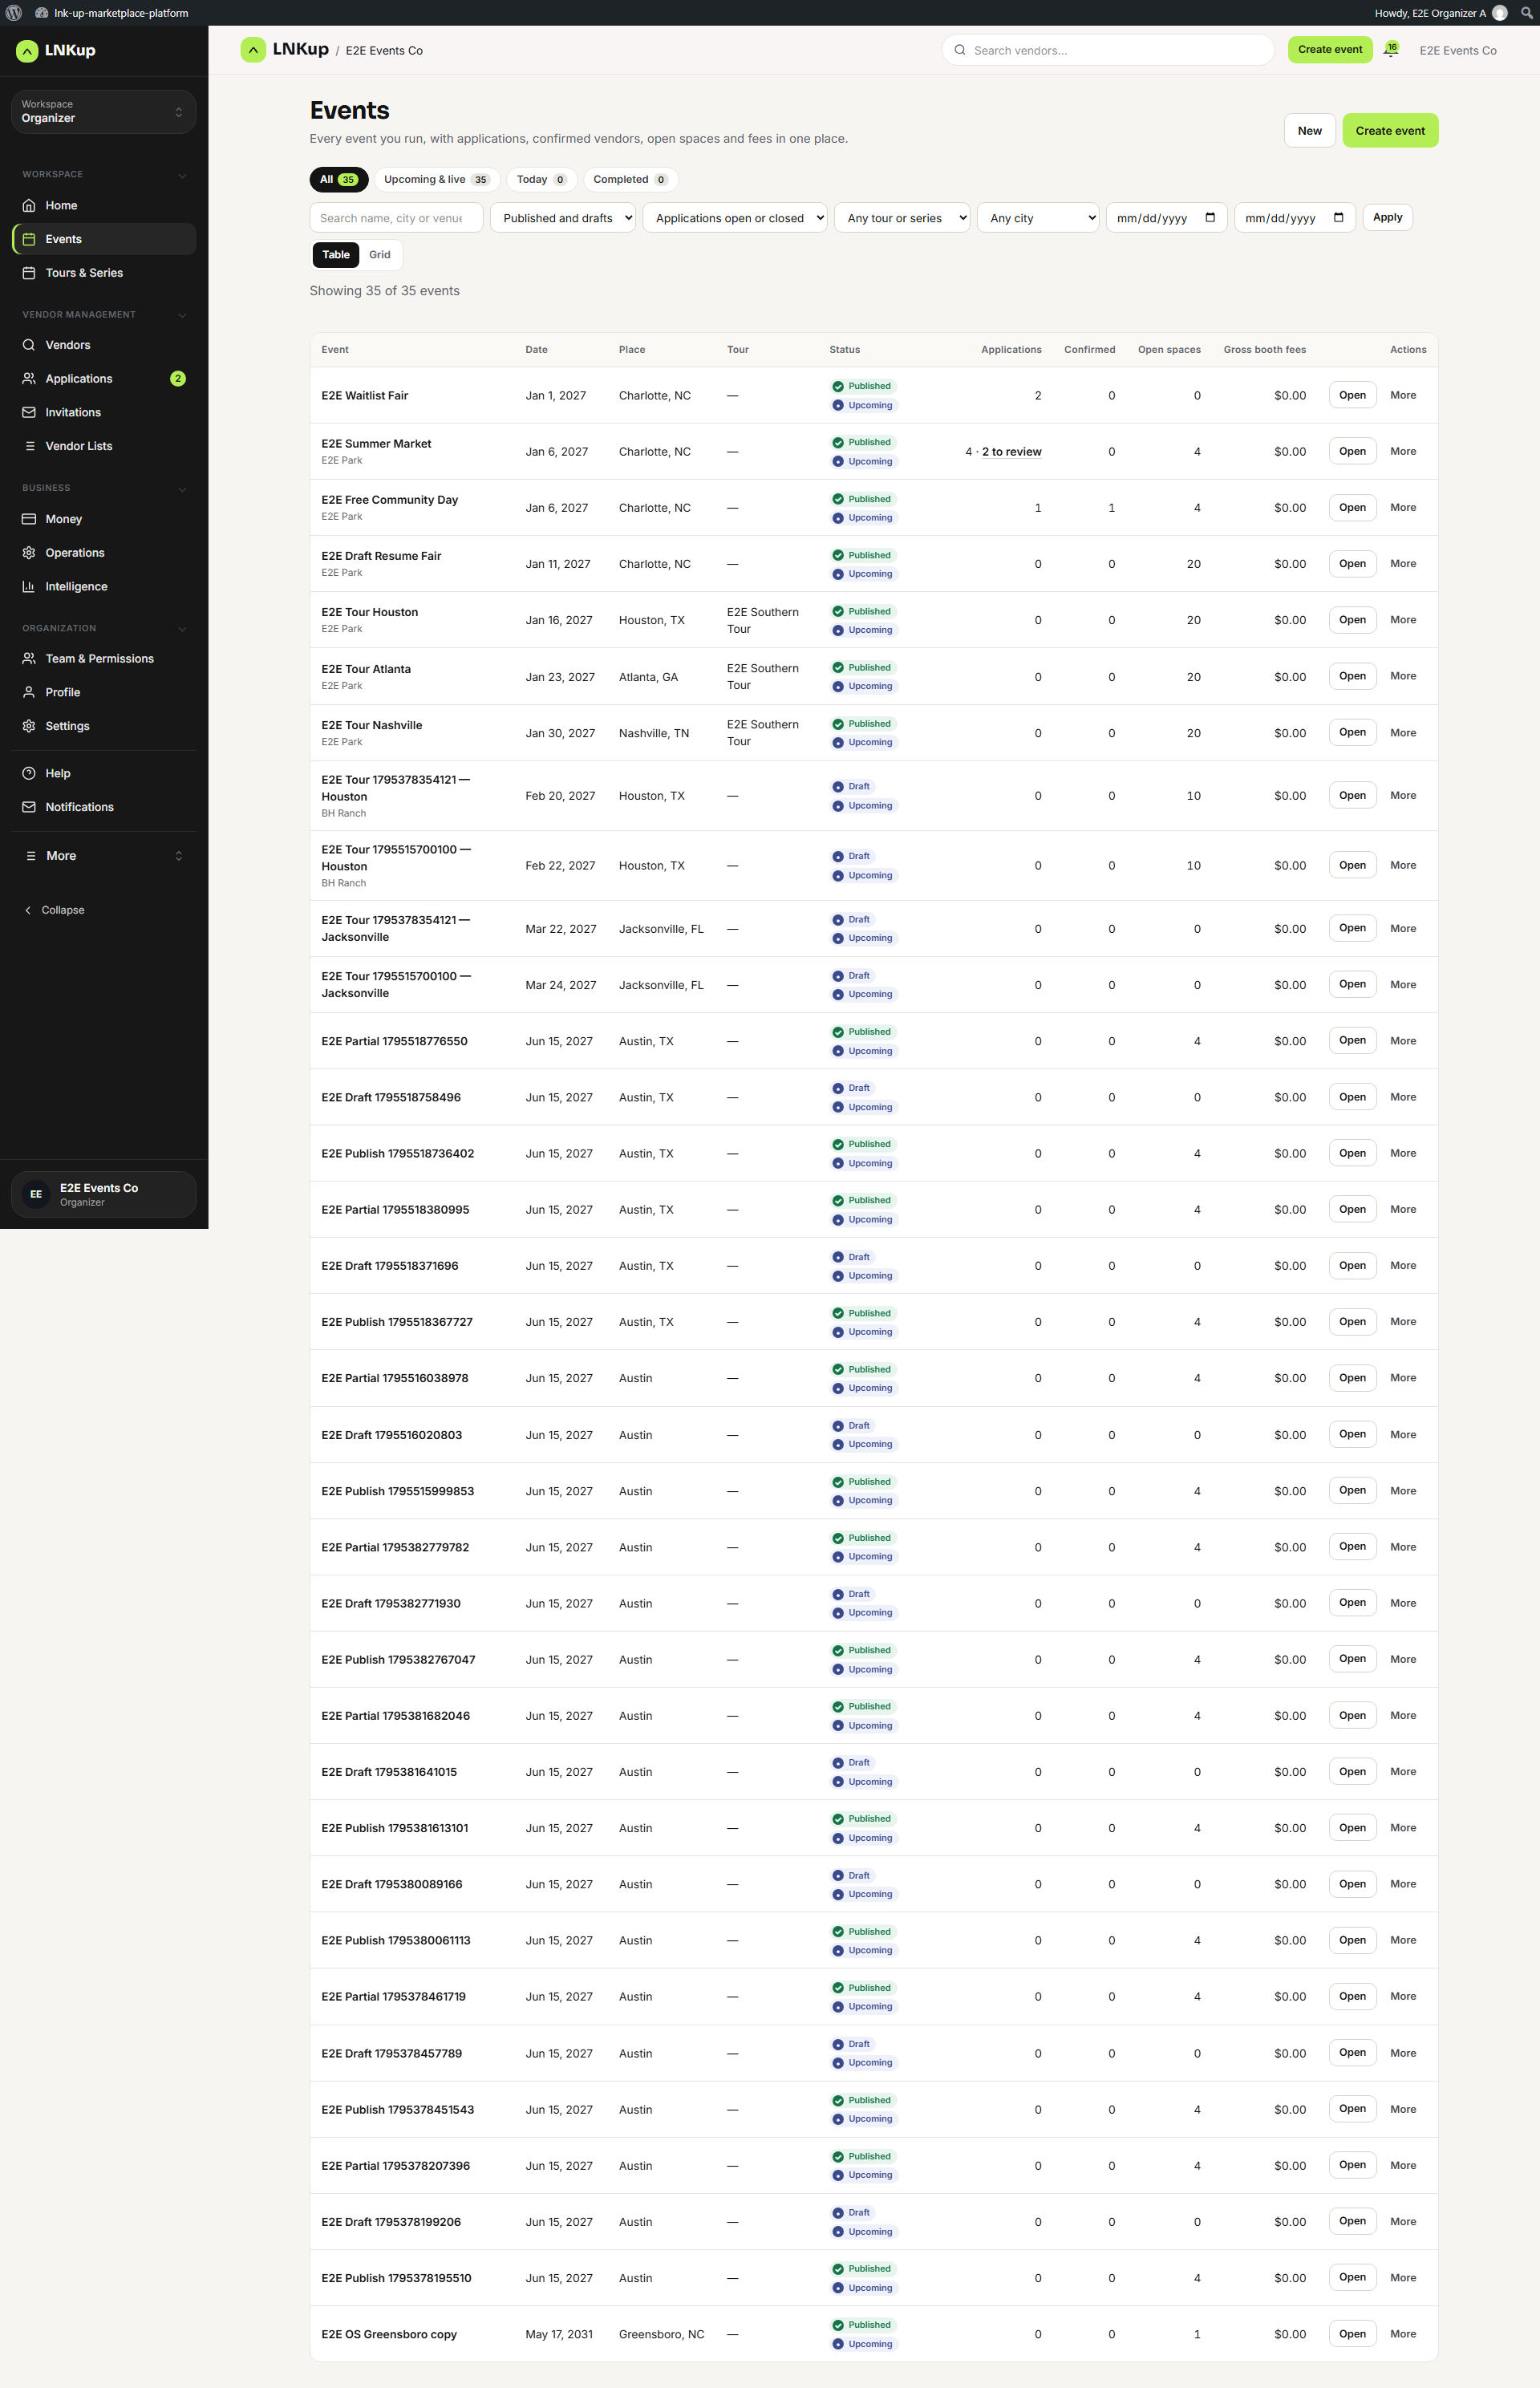 lnk-up-marketplace-platform
Howdy, E2E Organizer A
LNKup
Workspace
Organizer
WORKSPACE
Home
Events
Tours & Series
VENDOR MANAGEMENT
Vendors
Applications 2
Invitations
Vendor Lists
BUSINESS
Money
Operations
Intelligence
ORGANIZATION
Team & Permissions
Profile
Settings
Help
Notifications
More
Collapse
EE
E2E Events Co
Organizer
LNKup / E2E Events Co
Search vendors...
Create event
16
E2E Events Co
Events
Every event you run, with applications, confirmed vendors, open spaces and fees in one place.
New
Create event
All 35 Upcoming & live 35 Today 0 Completed 0
Search name, city or venue Published and drafts Applications open or closed Any tour or series Any city mm/dd/yyyy mm/dd/yyyy Apply
Table Grid
Showing 35 of 35 events
Event Date Place Tour Status Applications Confirmed Open spaces Gross booth fees Actions
E2E Waitlist Fair Jan 1, 2027 Charlotte, NC — Published Upcoming 2 0 0 $0.00 Open More
E2E Summer Market E2E Park Jan 6, 2027 Charlotte, NC — Published Upcoming 4 · 2 to review 0 4 $0.00 Open More
E2E Free Community Day E2E Park Jan 6, 2027 Charlotte, NC — Published Upcoming 1 1 4 $0.00 Open More
E2E Draft Resume Fair E2E Park Jan 11, 2027 Charlotte, NC — Published Upcoming 0 0 20 $0.00 Open More
E2E Tour Houston E2E Park Jan 16, 2027 Houston, TX E2E Southern Tour Published Upcoming 0 0 20 $0.00 Open More
E2E Tour Atlanta E2E Park Jan 23, 2027 Atlanta, GA E2E Southern Tour Published Upcoming 0 0 20 $0.00 Open More
E2E Tour Nashville E2E Park Jan 30, 2027 Nashville, TN E2E Southern Tour Published Upcoming 0 0 20 $0.00 Open More
E2E Tour 1795378354121 — Houston BH Ranch Feb 20, 2027 Houston, TX — Draft Upcoming 0 0 10 $0.00 Open More
E2E Tour 1795515700100 — Houston BH Ranch Feb 22, 2027 Houston, TX — Draft Upcoming 0 0 10 $0.00 Open More
E2E Tour 1795378354121 — Jacksonville Mar 22, 2027 Jacksonville, FL — Draft Upcoming 0 0 0 $0.00 Open More
E2E Tour 1795515700100 — Jacksonville Mar 24, 2027 Jacksonville, FL — Draft Upcoming 0 0 0 $0.00 Open More
E2E Partial 1795518776550 Jun 15, 2027 Austin, TX — Published Upcoming 0 0 4 $0.00 Open More
E2E Draft 1795518758496 Jun 15, 2027 Austin, TX — Draft Upcoming 0 0 0 $0.00 Open More
E2E Publish 1795518736402 Jun 15, 2027 Austin, TX — Published Upcoming 0 0 4 $0.00 Open More
E2E Partial 1795518380995 Jun 15, 2027 Austin, TX — Published Upcoming 0 0 4 $0.00 Open More
E2E Draft 1795518371696 Jun 15, 2027 Austin, TX — Draft Upcoming 0 0 0 $0.00 Open More
E2E Publish 1795518367727 Jun 15, 2027 Austin, TX — Published Upcoming 0 0 4 $0.00 Open More
E2E Partial 1795516038978 Jun 15, 2027 Austin — Published Upcoming 0 0 4 $0.00 Open More
E2E Draft 1795516020803 Jun 15, 2027 Austin — Draft Upcoming 0 0 0 $0.00 Open More
E2E Publish 1795515999853 Jun 15, 2027 Austin — Published Upcoming 0 0 4 $0.00 Open More
E2E Partial 1795382779782 Jun 15, 2027 Austin — Published Upcoming 0 0 4 $0.00 Open More
E2E Draft 1795382771930 Jun 15, 2027 Austin — Draft Upcoming 0 0 0 $0.00 Open More
E2E Publish 1795382767047 Jun 15, 2027 Austin — Published Upcoming 0 0 4 $0.00 Open More
E2E Partial 1795381682046 Jun 15, 2027 Austin — Published Upcoming 0 0 4 $0.00 Open More
E2E Draft 1795381641015 Jun 15, 2027 Austin — Draft Upcoming 0 0 0 $0.00 Open More
E2E Publish 1795381613101 Jun 15, 2027 Austin — Published Upcoming 0 0 4 $0.00 Open More
E2E Draft 1795380089166 Jun 15, 2027 Austin — Draft Upcoming 0 0 0 $0.00 Open More
E2E Publish 1795380061113 Jun 15, 2027 Austin — Published Upcoming 0 0 4 $0.00 Open More
E2E Partial 1795378461719 Jun 15, 2027 Austin — Published Upcoming 0 0 4 $0.00 Open More
E2E Draft 1795378457789 Jun 15, 2027 Austin — Draft Upcoming 0 0 0 $0.00 Open More
E2E Publish 1795378451543 Jun 15, 2027 Austin — Published Upcoming 0 0 4 $0.00 Open More
E2E Partial 1795378207396 Jun 15, 2027 Austin — Published Upcoming 0 0 4 $0.00 Open More
E2E Draft 1795378199206 Jun 15, 2027 Austin — Draft Upcoming 0 0 0 $0.00 Open More
E2E Publish 1795378195510 Jun 15, 2027 Austin — Published Upcoming 0 0 4 $0.00 Open More
E2E OS Greensboro copy May 17, 2031 Greensboro, NC — Published Upcoming 0 0 1 $0.00 Open More